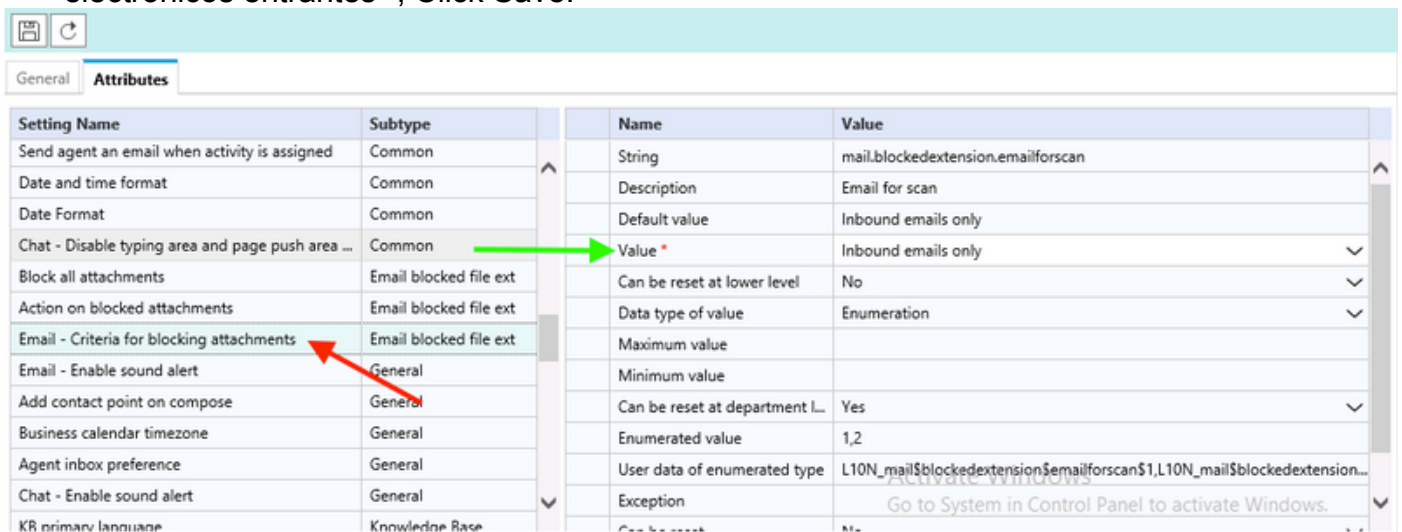 General Attributes
Setting Name Subtype Name Value
Send agent an email when activity is assigned Common String mail.blockedextension.emailforscan
Date and time format Common Description Email for scan
Date Format Common Default value Inbound emails only
Chat - Disable typing area and page push area ... Common Value * Inbound emails only
Block all attachments Email blocked file ext Can be reset at lower level No
Action on blocked attachments Email blocked file ext Data type of value Enumeration
Email - Criteria for blocking attachments Email blocked file ext Maximum value
Email - Enable sound alert General Minimum value
Add contact point on compose General Can be reset at department l... Yes
Business calendar timezone General Enumerated value 1,2
Agent inbox preference General User data of enumerated type L10N_mail$blockedextension$emailforscan$1,L10N_mail$blockedextension...
Activate Windows
Chat - Enable sound alert General Exception Go to System in Control Panel to activate Windows.
KB primary language Knowledge Base